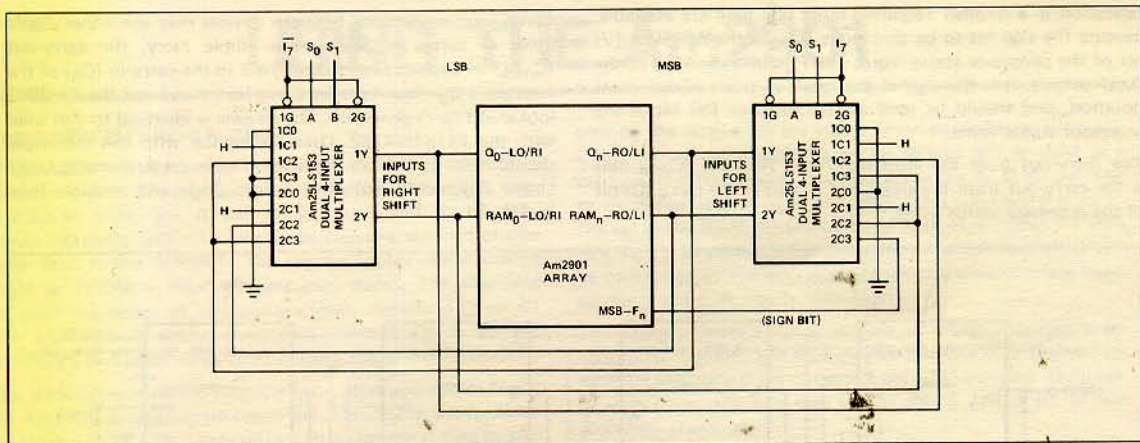 Ī7 S0 S1
LSB
MSB
S0 S1 I7
1G A B 2G
1C0
H 1C1
1C2
1C3
2C0
H 2C1
2C2
2C3
Am25LS153
DUAL 4-INPUT
MULTIPLEXER
1Y
2Y
INPUTS
FOR
RIGHT
SHIFT
Q0–LO/RI
RAM0–LO/RI
Qn–RO/LI
RAMn–RO/LI
Am2901
ARRAY
MSB–Fn
(SIGN BIT)
INPUTS
FOR LEFT
SHIFT
1G A B 2G
1Y
2Y
Am25LS153
DUAL 4-INPUT
MULTIPLEXER
1C0
1C1 H
1C2
1C3
2C0
2C1 H
2C2
2C3